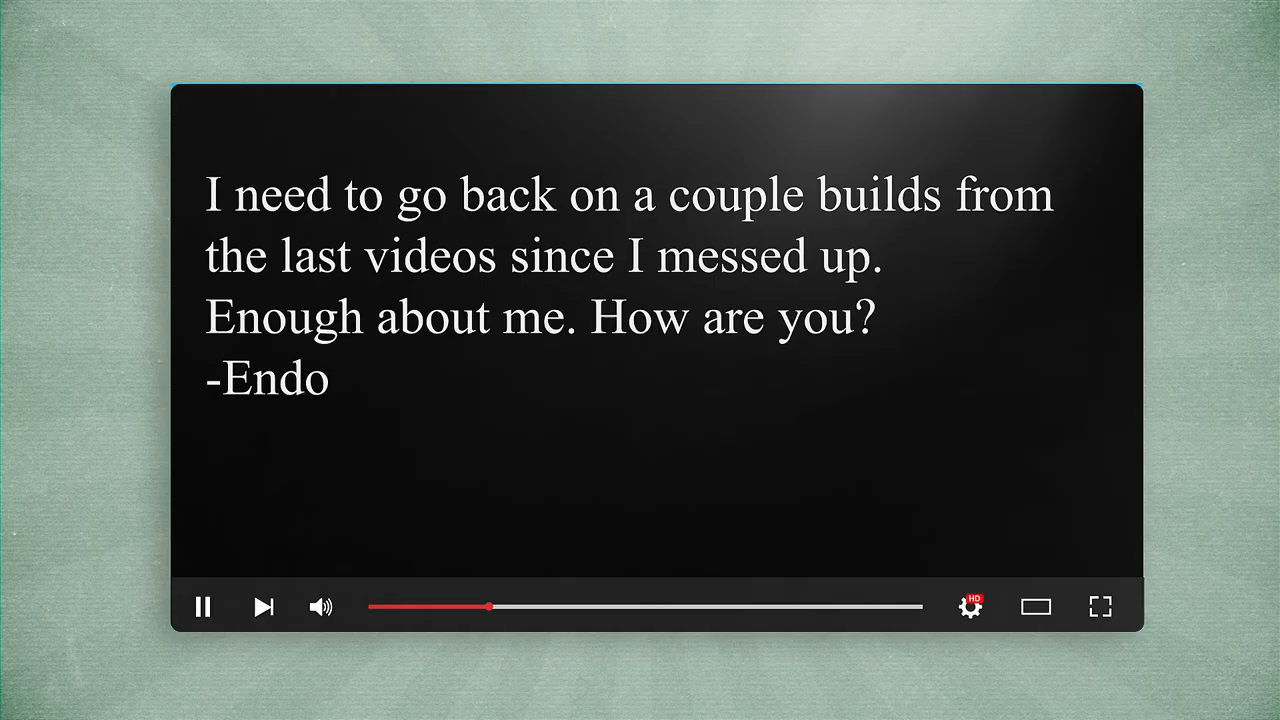 I need to go back on a couple builds from
the last videos since I messed up.
Enough about me. How are you?
-Endo
HD